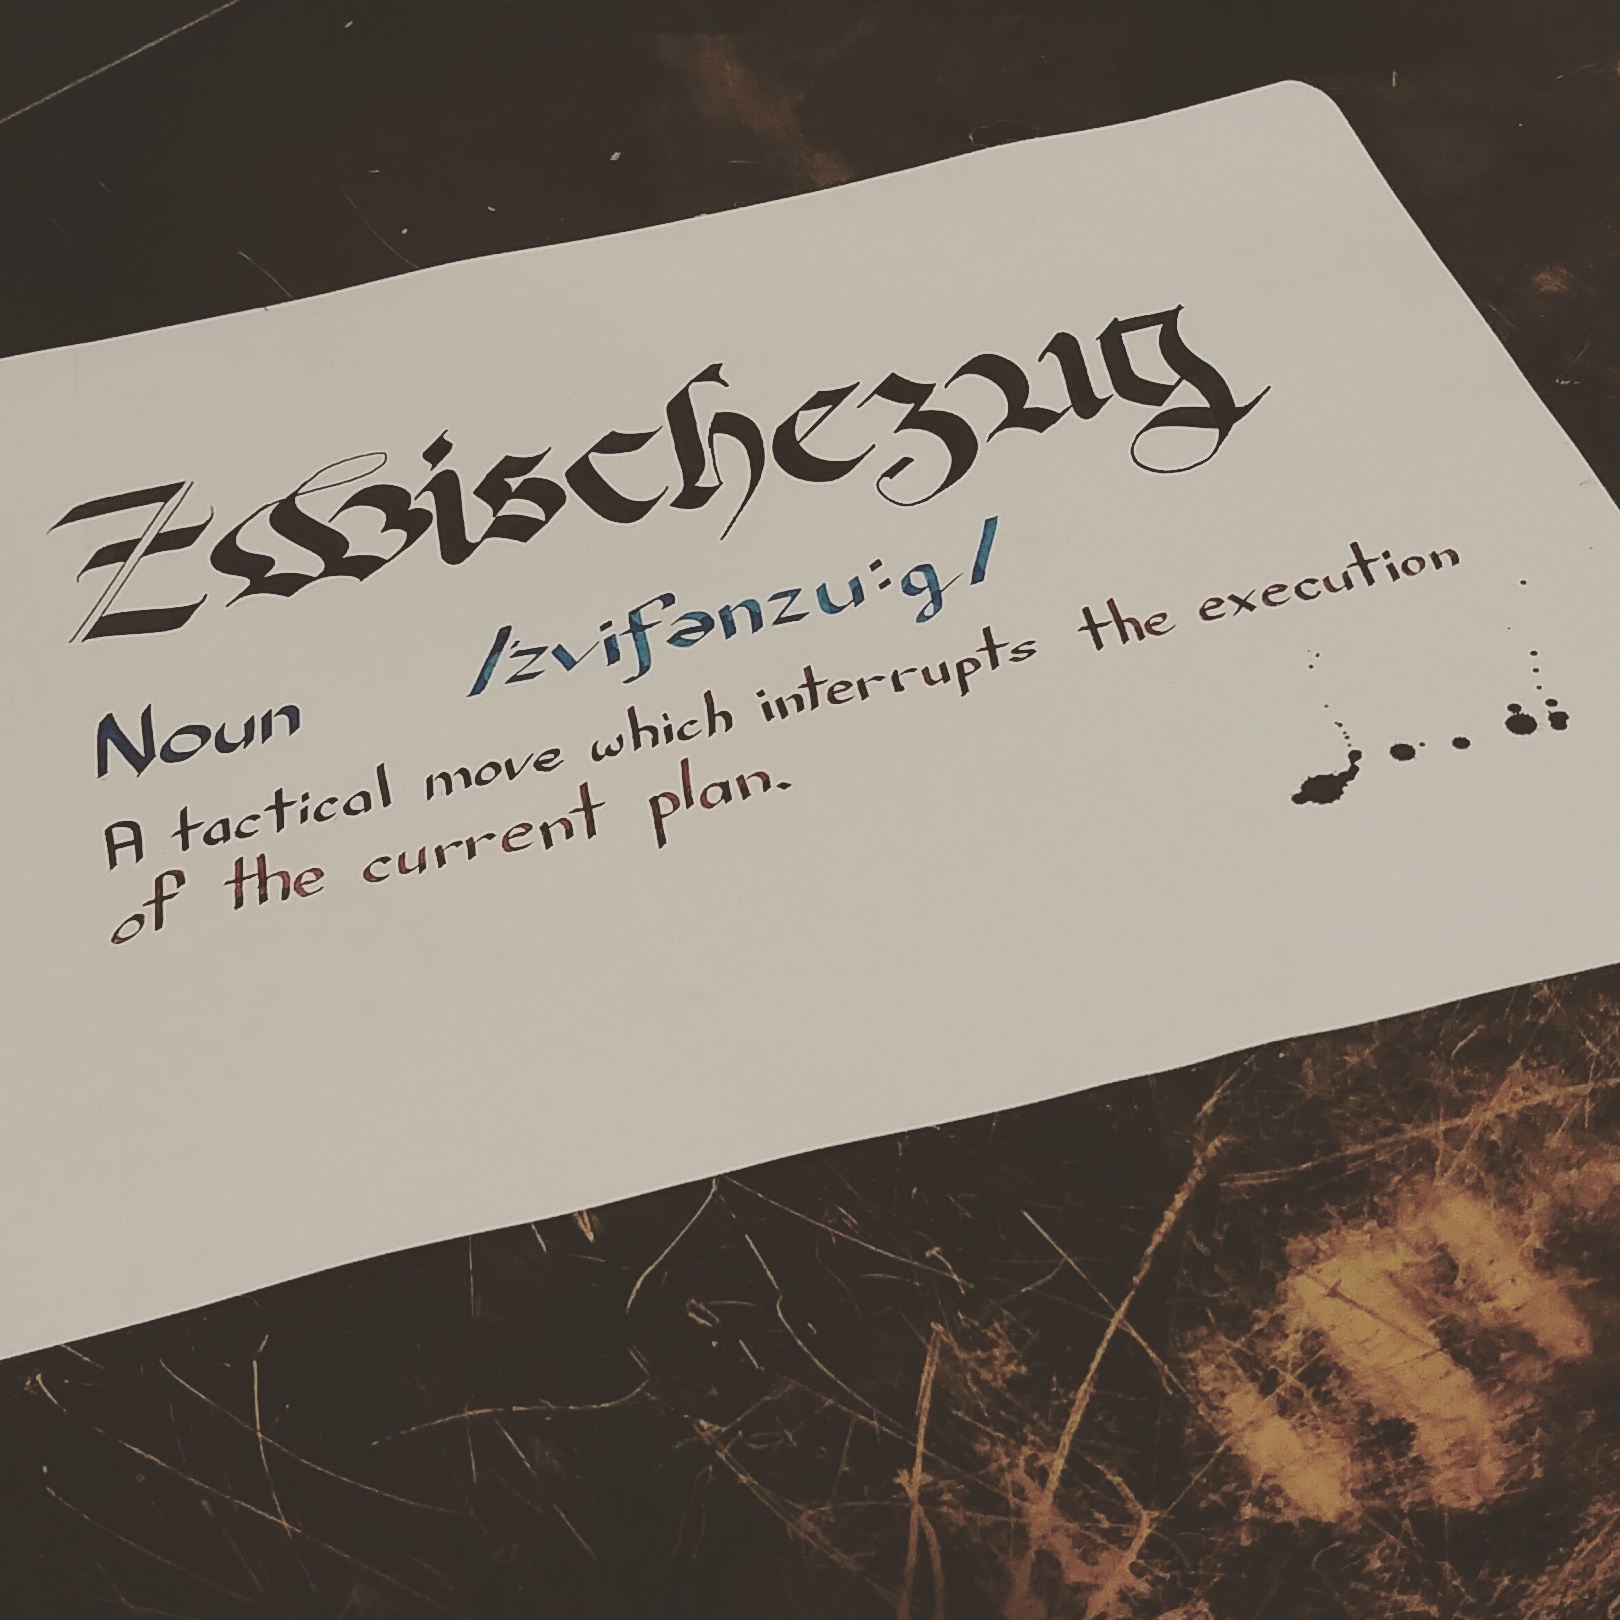 Zwischezug
/zvifənzu:g/
Noun
A tactical move which interrupts the execution
of the current plan.